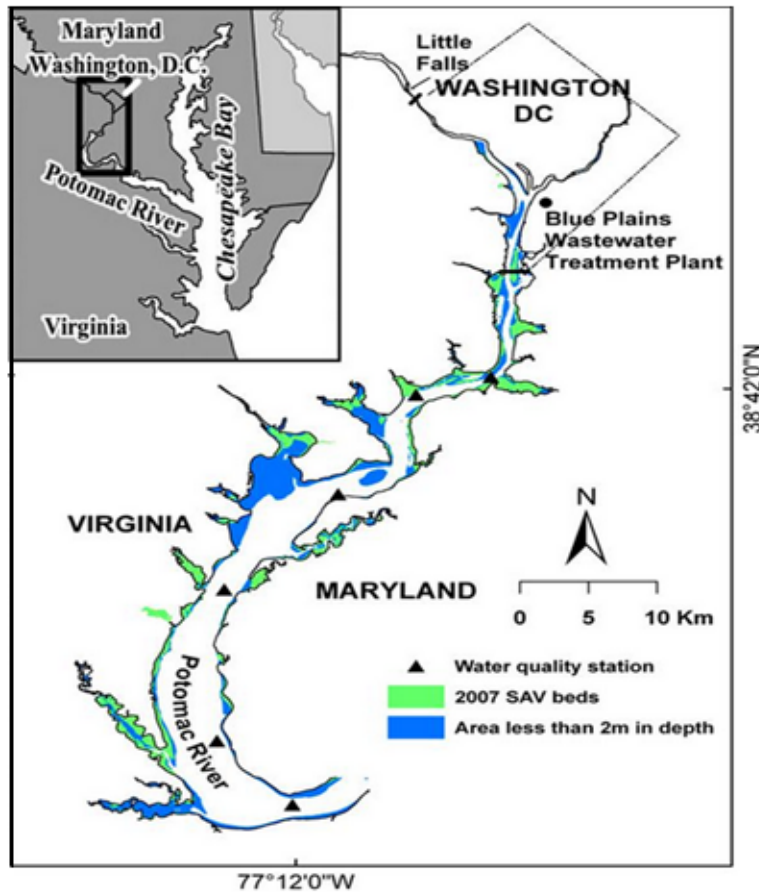 Maryland
Washington, D.C.
Potomac River
Chesapeake Bay
Virginia
Little
Falls
WASHINGTON
DC
Blue Plains
Wastewater
Treatment Plant
38°42'0"N
VIRGINIA
MARYLAND
N
0 5 10 Km
Potomac River
Water quality station
2007 SAV beds
Area less than 2m in depth
77°12'0"W